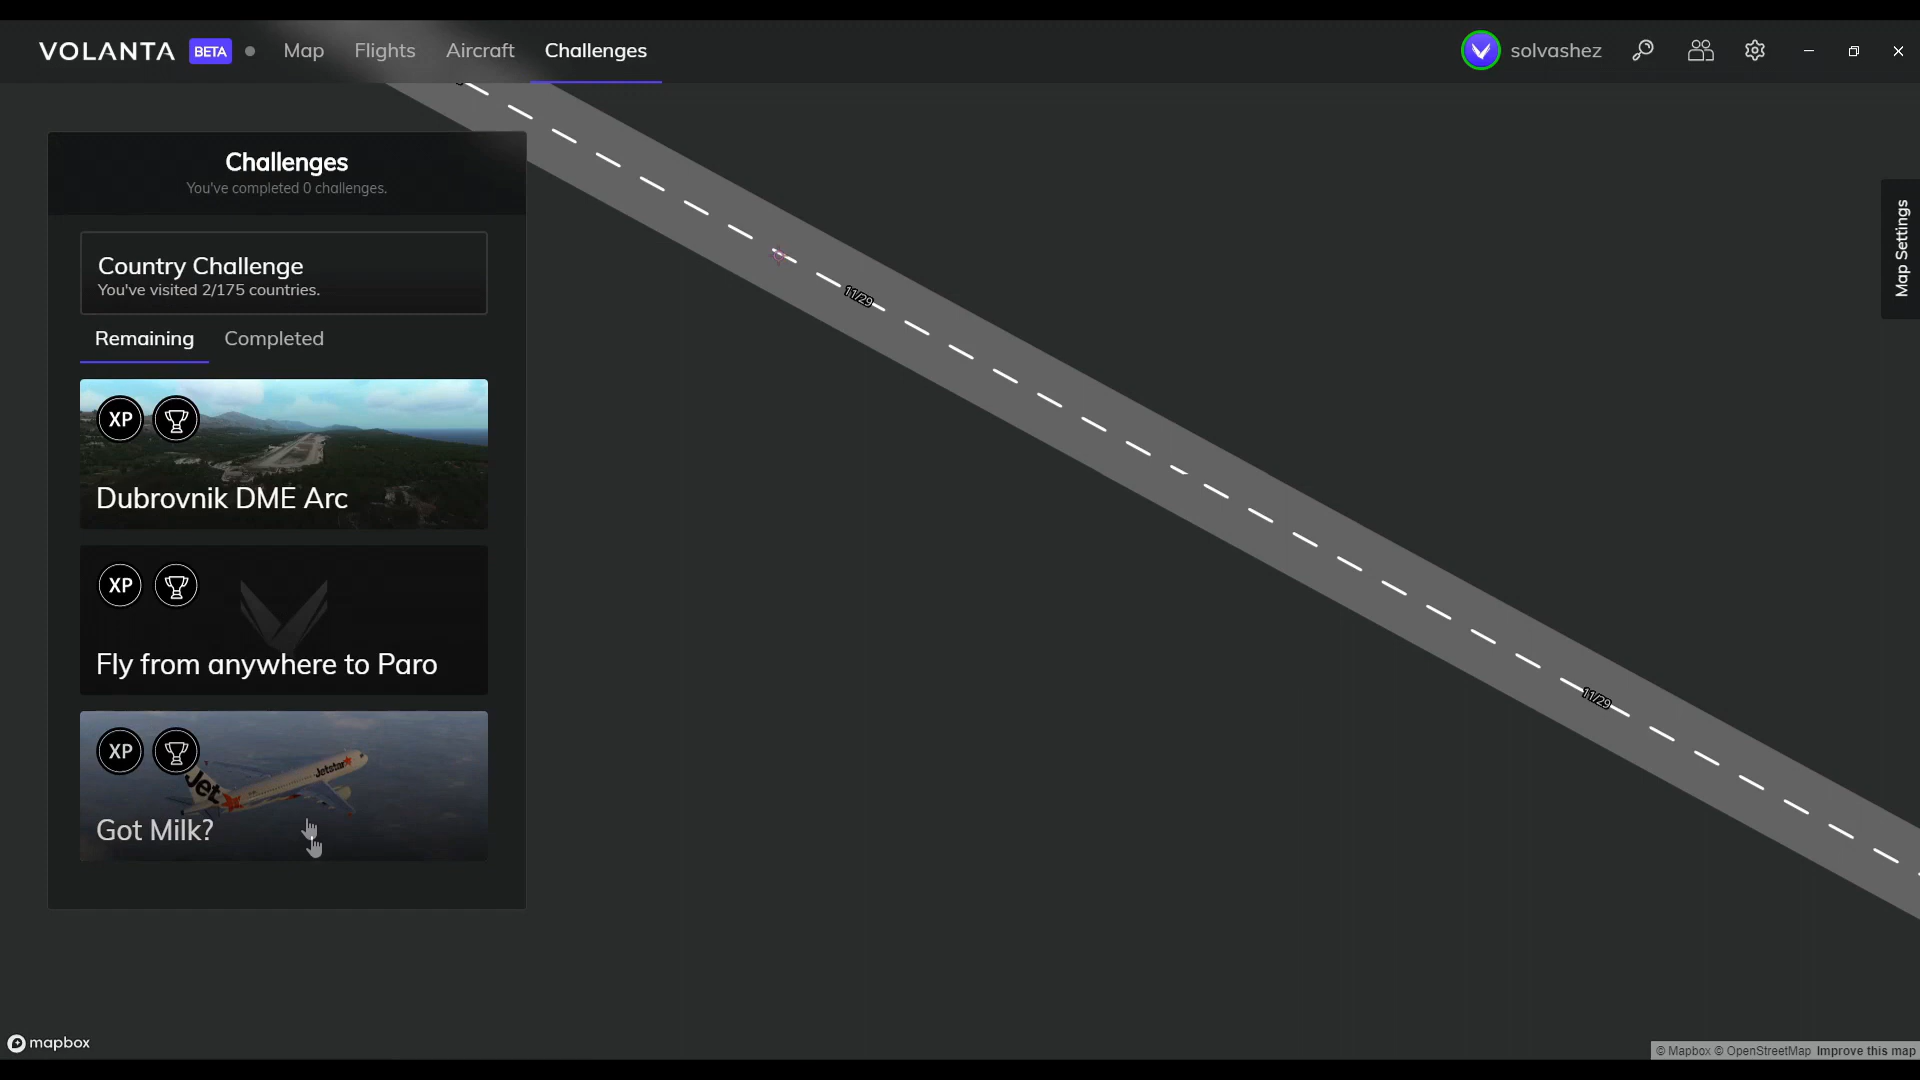 VOLANTA BETA Map Flights Aircraft Challenges solvashez
Challenges
You've completed 0 challenges.
Country Challenge
You've visited 2/175 countries.
Remaining Completed
XP
Dubrovnik DME Arc
XP
Fly from anywhere to Paro
XP
Jet
Jetstar
Got Milk?
11/29
11/29
Map Settings
mapbox
© Mapbox © OpenStreetMap Improve this map